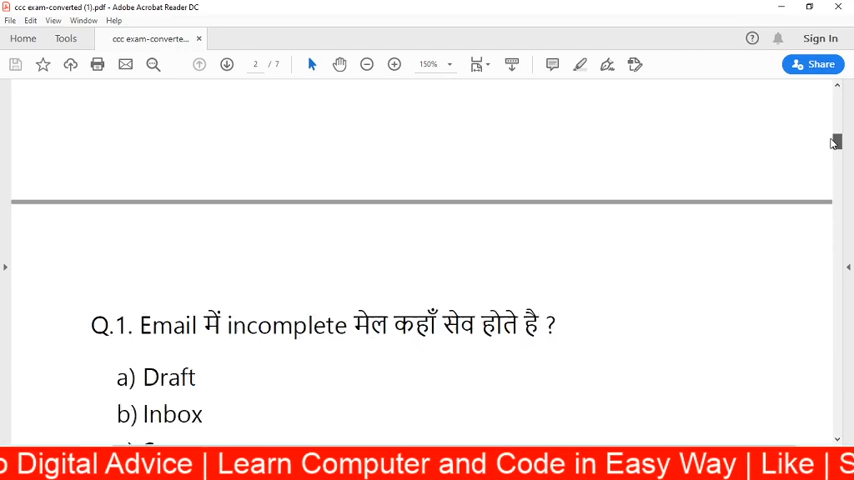 ccc exam-converted (1).pdf - Adobe Acrobat Reader DC
File Edit View Window Help
Home Tools ccc exam-converte... × Sign In
2 / 7 150% Share
Q.1. Email में incomplete मेल कहाँ सेव होते है ?
a) Draft
b) Inbox
o Digital Advice | Learn Computer and Code in Easy Way | Like | S